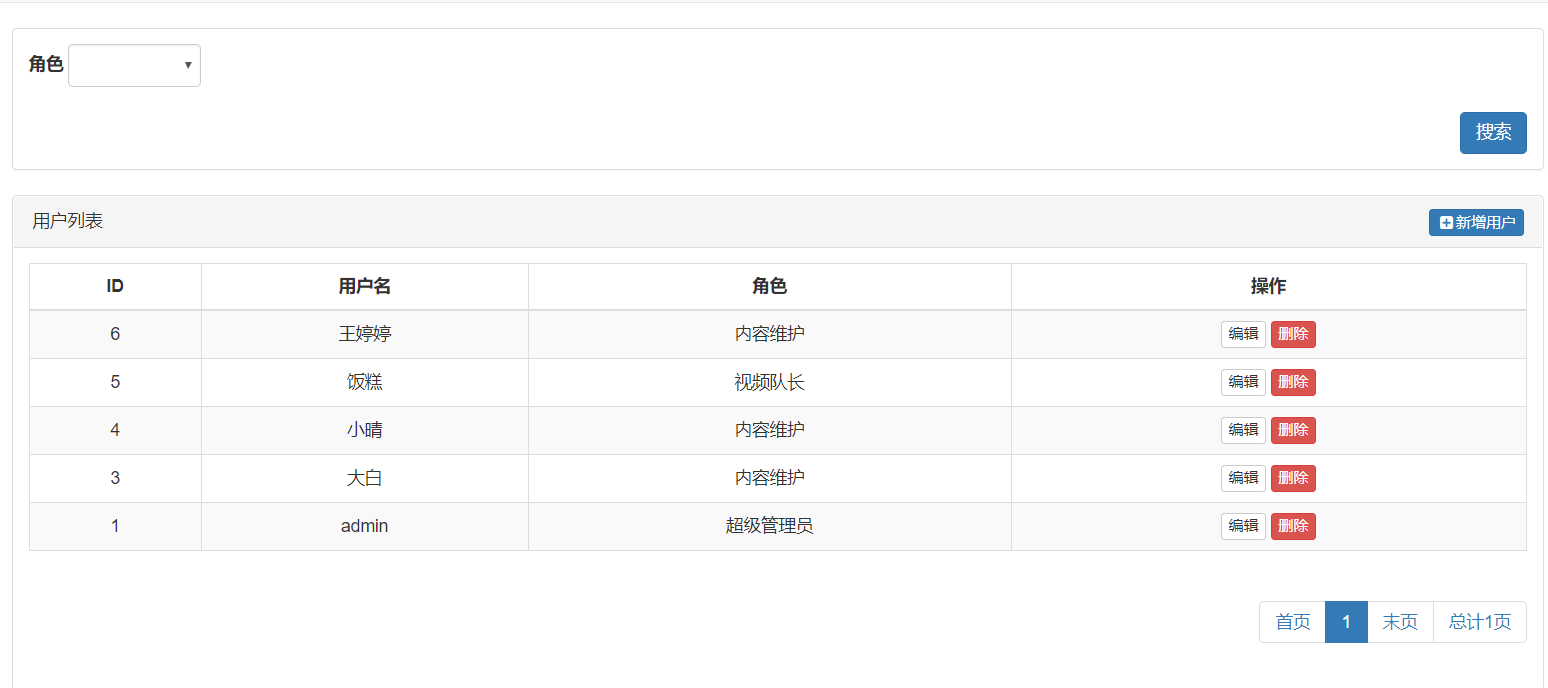 角色
搜索
用户列表 新增用户
ID 用户名 角色 操作
6 王婷婷 内容维护 编辑 删除
5 饭糕 视频队长 编辑 删除
4 小晴 内容维护 编辑 删除
3 大白 内容维护 编辑 删除
1 admin 超级管理员 编辑 删除
首页 1 末页 总计1页